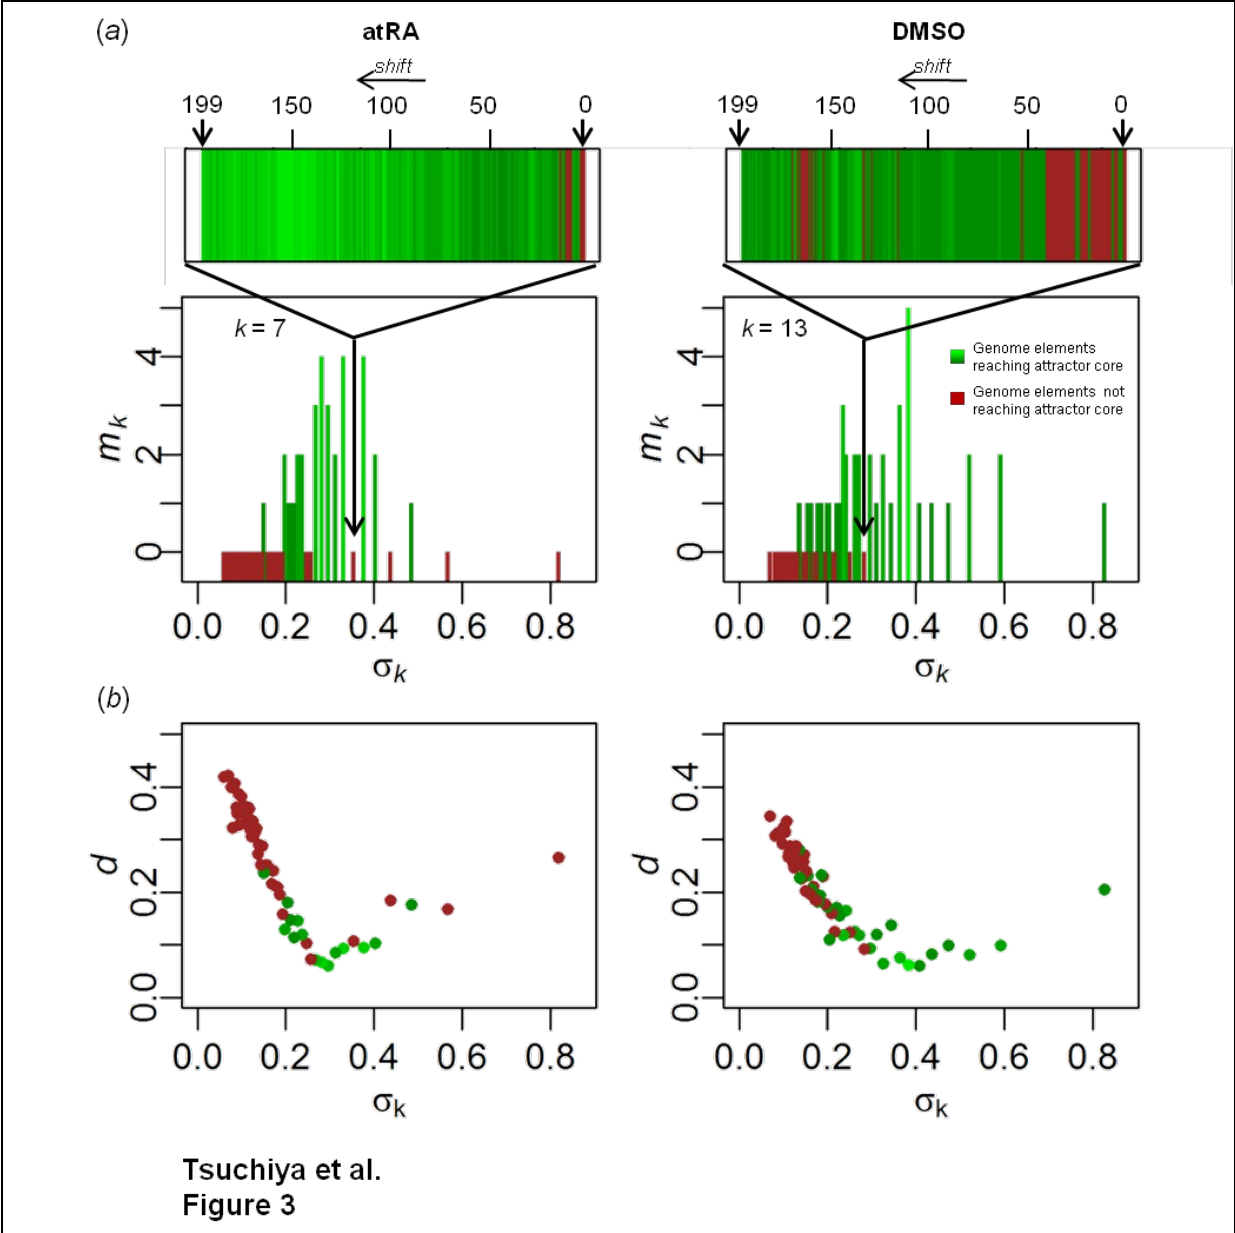 (a)
atRA
DMSO
shift
shift
199 150 100 50 0
199 150 100 50 0
k = 7
k = 13
Genome elements
reaching attractor core
Genome elements not
reaching attractor core
4
2
0
mk
4
2
0
mk
0.0 0.2 0.4 0.6 0.8
0.0 0.2 0.4 0.6 0.8
σk
σk
(b)
0.4
0.2
0.0
d
0.4
0.2
0.0
d
0.0 0.2 0.4 0.6 0.8
0.0 0.2 0.4 0.6 0.8
σk
σk
Tsuchiya et al.
Figure 3